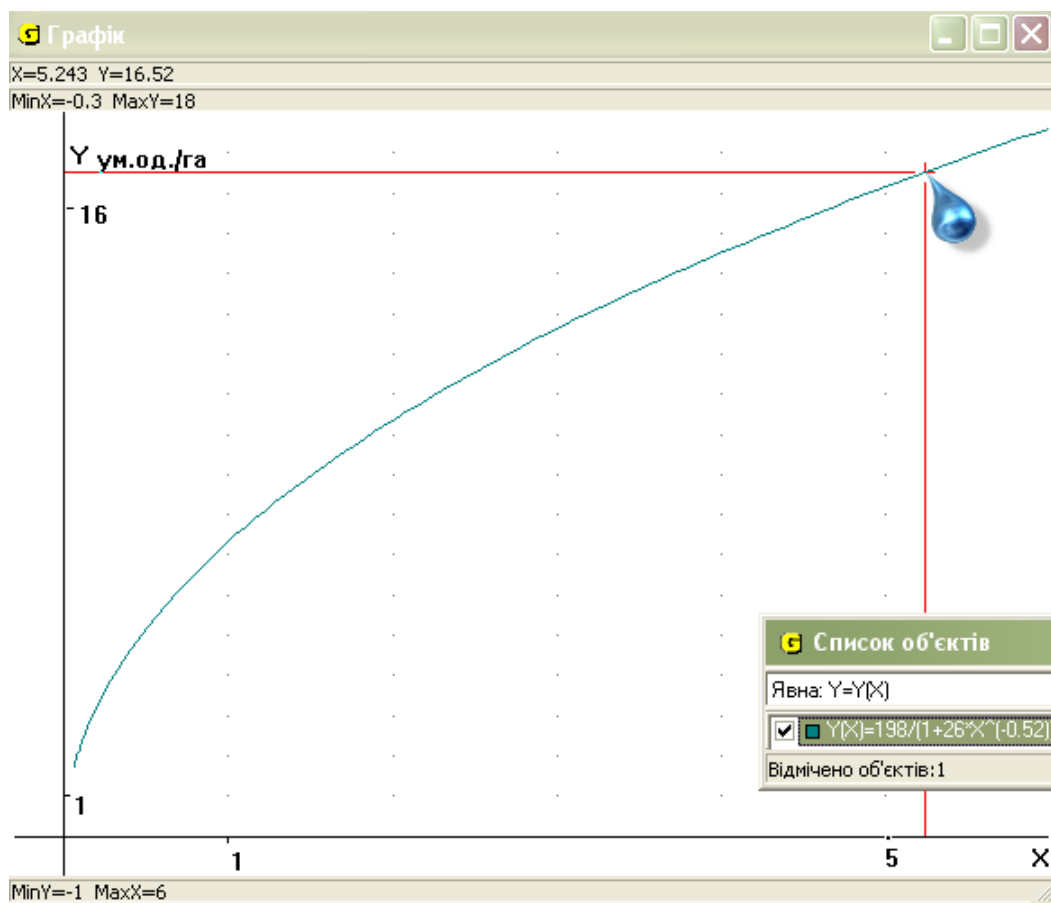 Графік
X=5.243 Y=16.52
MinX=-0.3 MaxY=18
Y ум.од./га
16
1
1
5
X
Список об'єктів
Явна: Y=Y(X)
Y(X)=198/(1+26*X^(-0.52)
Відмічено об'єктів:1
MinY=-1 MaxX=6